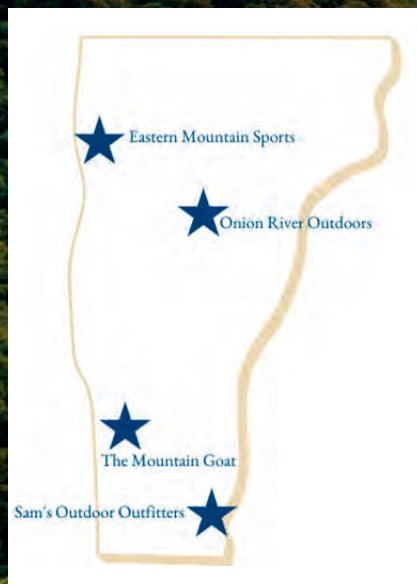 Eastern Mountain Sports
Onion River Outdoors
The Mountain Goat
Sam's Outdoor Outfitters